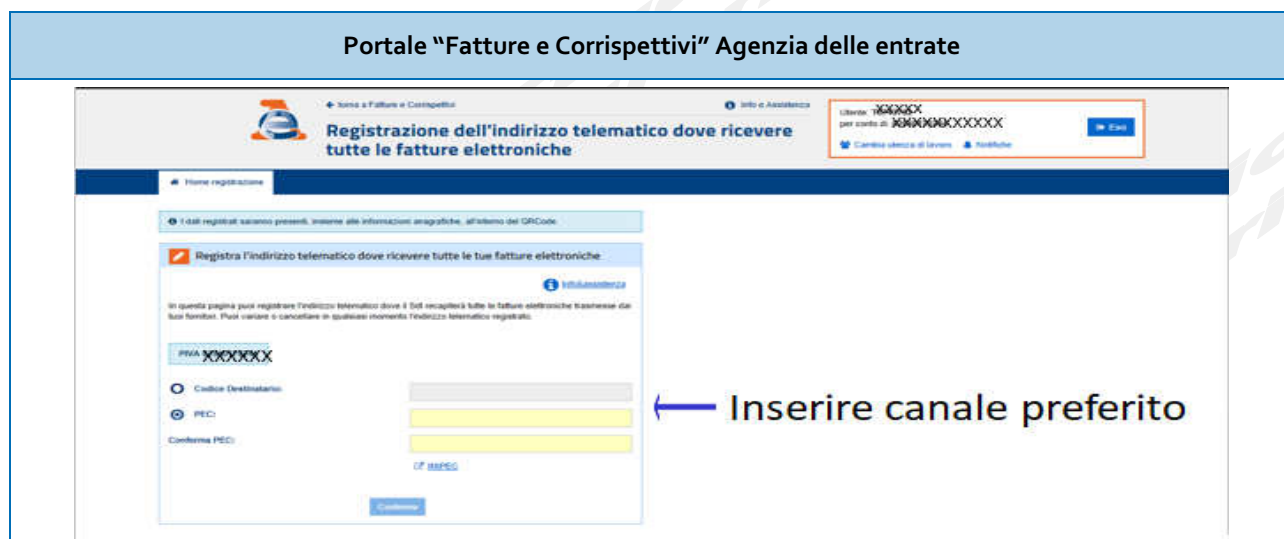 Portale “Fatture e Corrispettivi” Agenzia delle entrate
torna a Fatture e Corrispettivi
Info e Assistenza
Registrazione dell'indirizzo telematico dove ricevere
tutte le fatture elettroniche
Utente: XXXXX
per conto di: XXXXXXXXXXXX
Esci
Cambia utenza di lavoro Notifiche
Home registrazione
I dati registrati saranno presenti, insieme alle informazioni anagrafiche, all'interno del QRCode.
Registra l'indirizzo telematico dove ricevere tutte le tue fatture elettroniche
Info&assistenza
In questa pagina puoi registrare l'indirizzo telematico dove il SdI recapiterà tutte le fatture elettroniche trasmesse dai
tuoi fornitori. Puoi variare o cancellare in qualsiasi momento l'indirizzo telematico registrato.
PIVA XXXXXX
Codice Destinatario:
PEC:
Inserire canale preferito
Conferma PEC:
INIPEC
Conferma